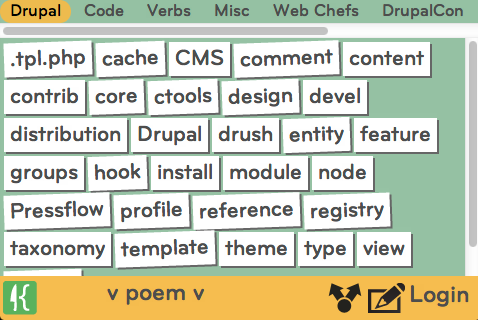 Drupal Code Verbs Misc Web Chefs DrupalCon
.tpl.php cache CMS comment content
contrib core ctools design devel
distribution Drupal drush entity feature
groups hook install module node
Pressflow profile reference registry
taxonomy template theme type view
v poem v Login